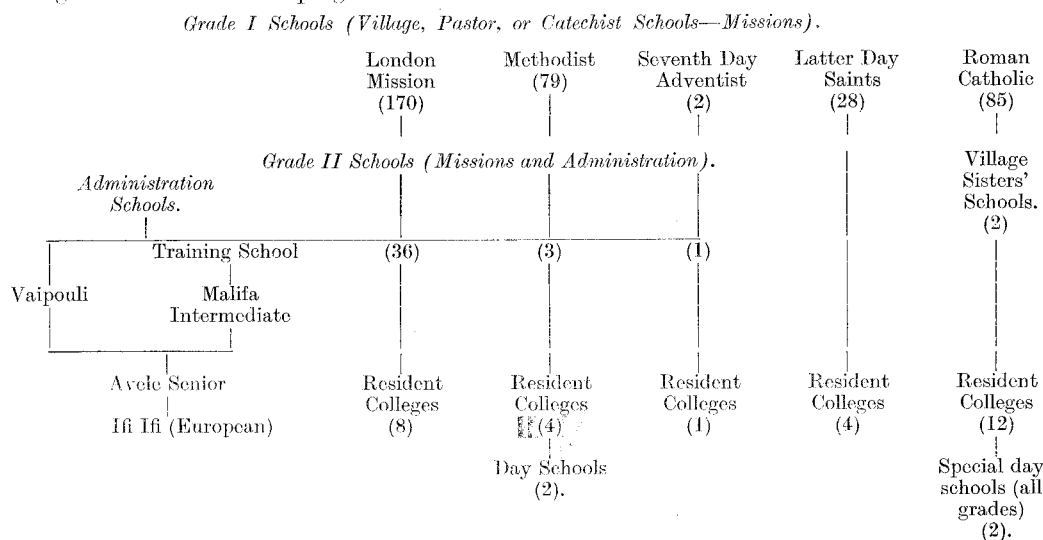 Grade I Schools (Village, Pastor, or Catechist Schools—Missions).
London Methodist Seventh Day Latter Day Roman
Mission (79) Adventist Saints Catholic
(170) (2) (28) (85)
Grade II Schools (Missions and Administration).
Village
Administration Sisters'
Schools. Schools.
(2)
Training School (36) (3) (1)
Vaipouli Malifa
Intermediate
Avele Senior Resident Resident Resident Resident Resident
Colleges Colleges Colleges Colleges Colleges
Ifi Ifi (European) (8) (4) (1) (4) (12)
Day Schools Special day
(2). schools (all
grades)
(2).